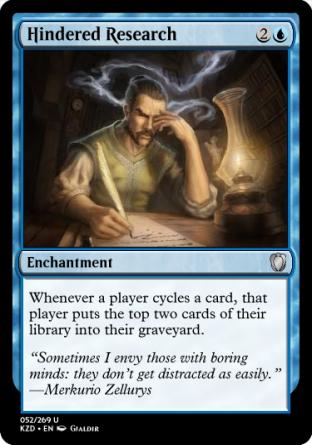 Hindered Research 2
Enchantment
Whenever a player cycles a card, that
player puts the top two cards of their
library into their graveyard.
“Sometimes I envy those with boring
minds: they don't get distracted as easily.”
—Merkurio Zellurys
052/269 U
KZD • EN Gialdir